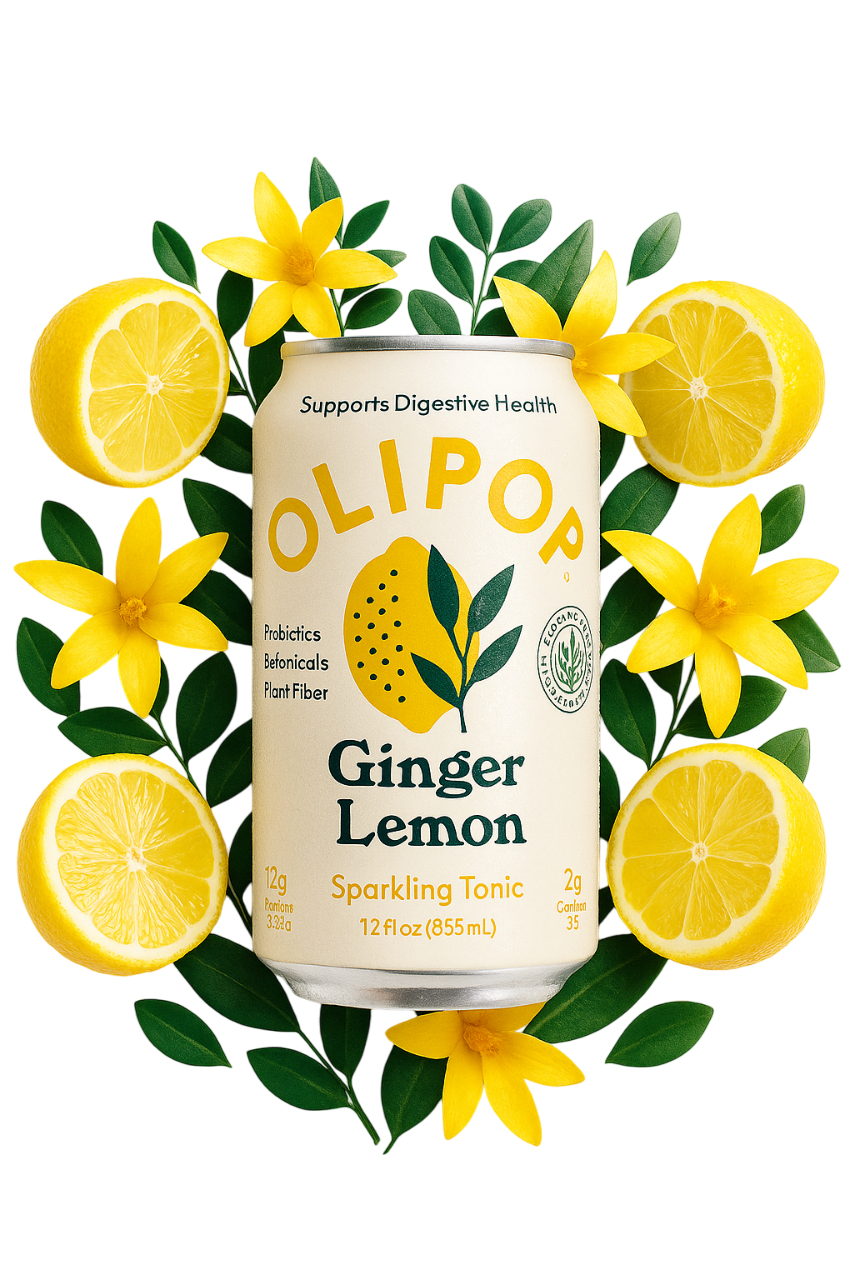 Supports Digestive Health
OLIPOP
Probictics
Befonicals
Plant Fiber
Ginger
Lemon
Sparkling Tonic
12 fl oz (855 mL)
12g
2g
35